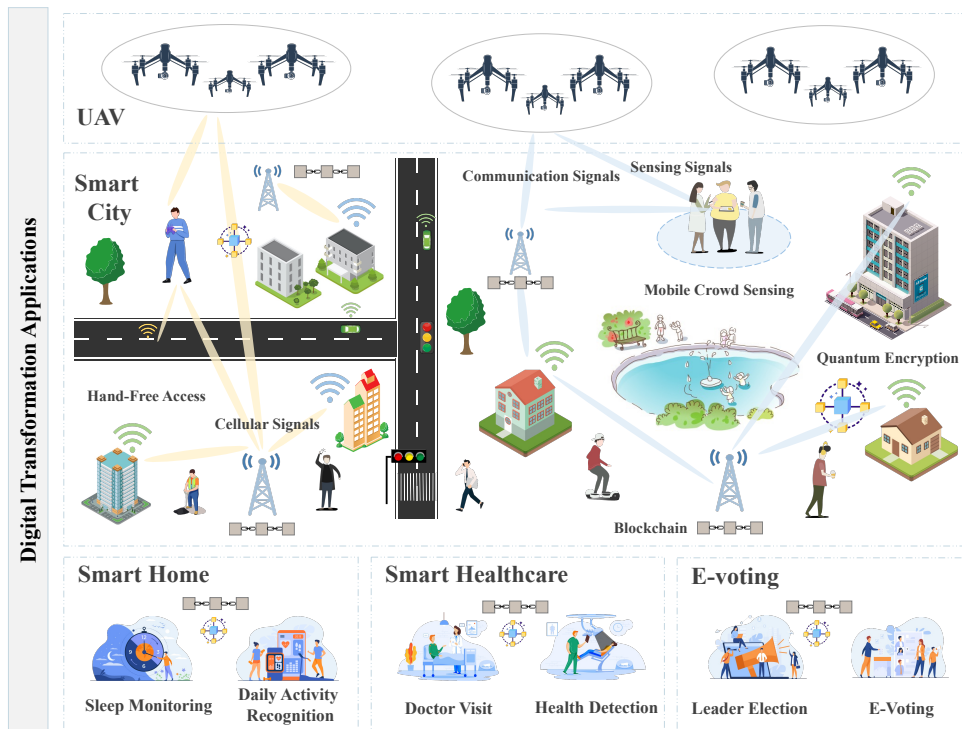 Digital Transformation Applications
UAV
Smart
City
Communication Signals
Sensing Signals
Mobile Crowd Sensing
Quantum Encryption
Hand-Free Access
Cellular Signals
Blockchain
Smart Home
Sleep Monitoring
Daily Activity
Recognition
Smart Healthcare
Doctor Visit
Health Detection
E-voting
Leader Election
E-Voting